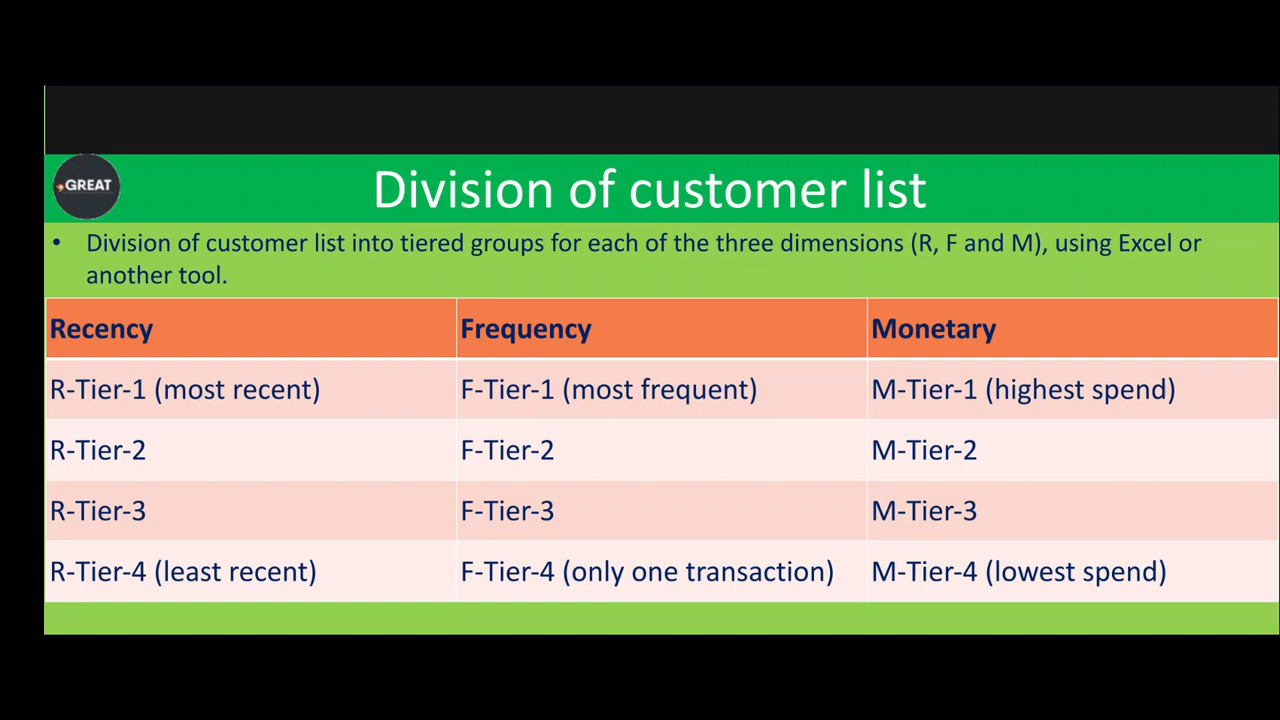 GREAT
Division of customer list
• Division of customer list into tiered groups for each of the three dimensions (R, F and M), using Excel or
another tool.
Recency Frequency Monetary
R-Tier-1 (most recent) F-Tier-1 (most frequent) M-Tier-1 (highest spend)
R-Tier-2 F-Tier-2 M-Tier-2
R-Tier-3 F-Tier-3 M-Tier-3
R-Tier-4 (least recent) F-Tier-4 (only one transaction) M-Tier-4 (lowest spend)